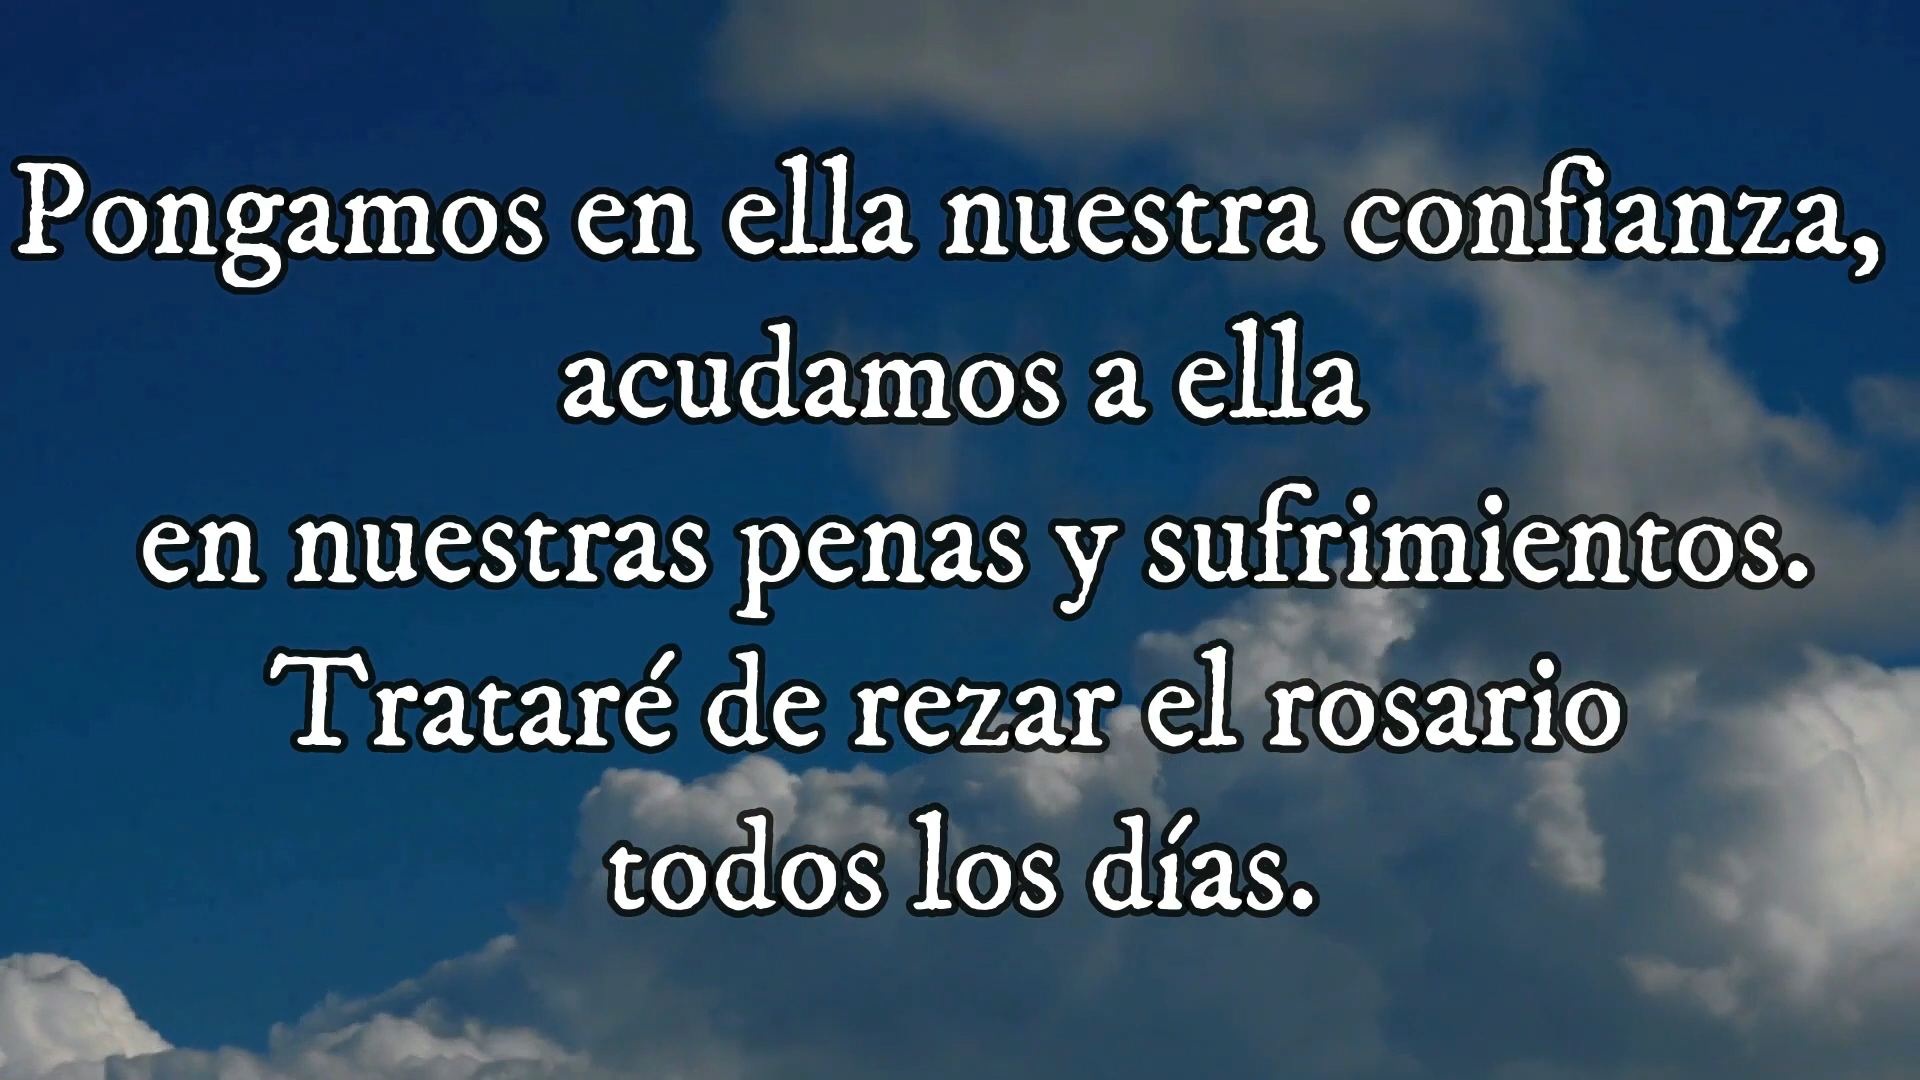 Pongamos en ella nuestra confianza,
acudamos a ella
en nuestras penas y sufrimientos.
Trataré de rezar el rosario
todos los días.